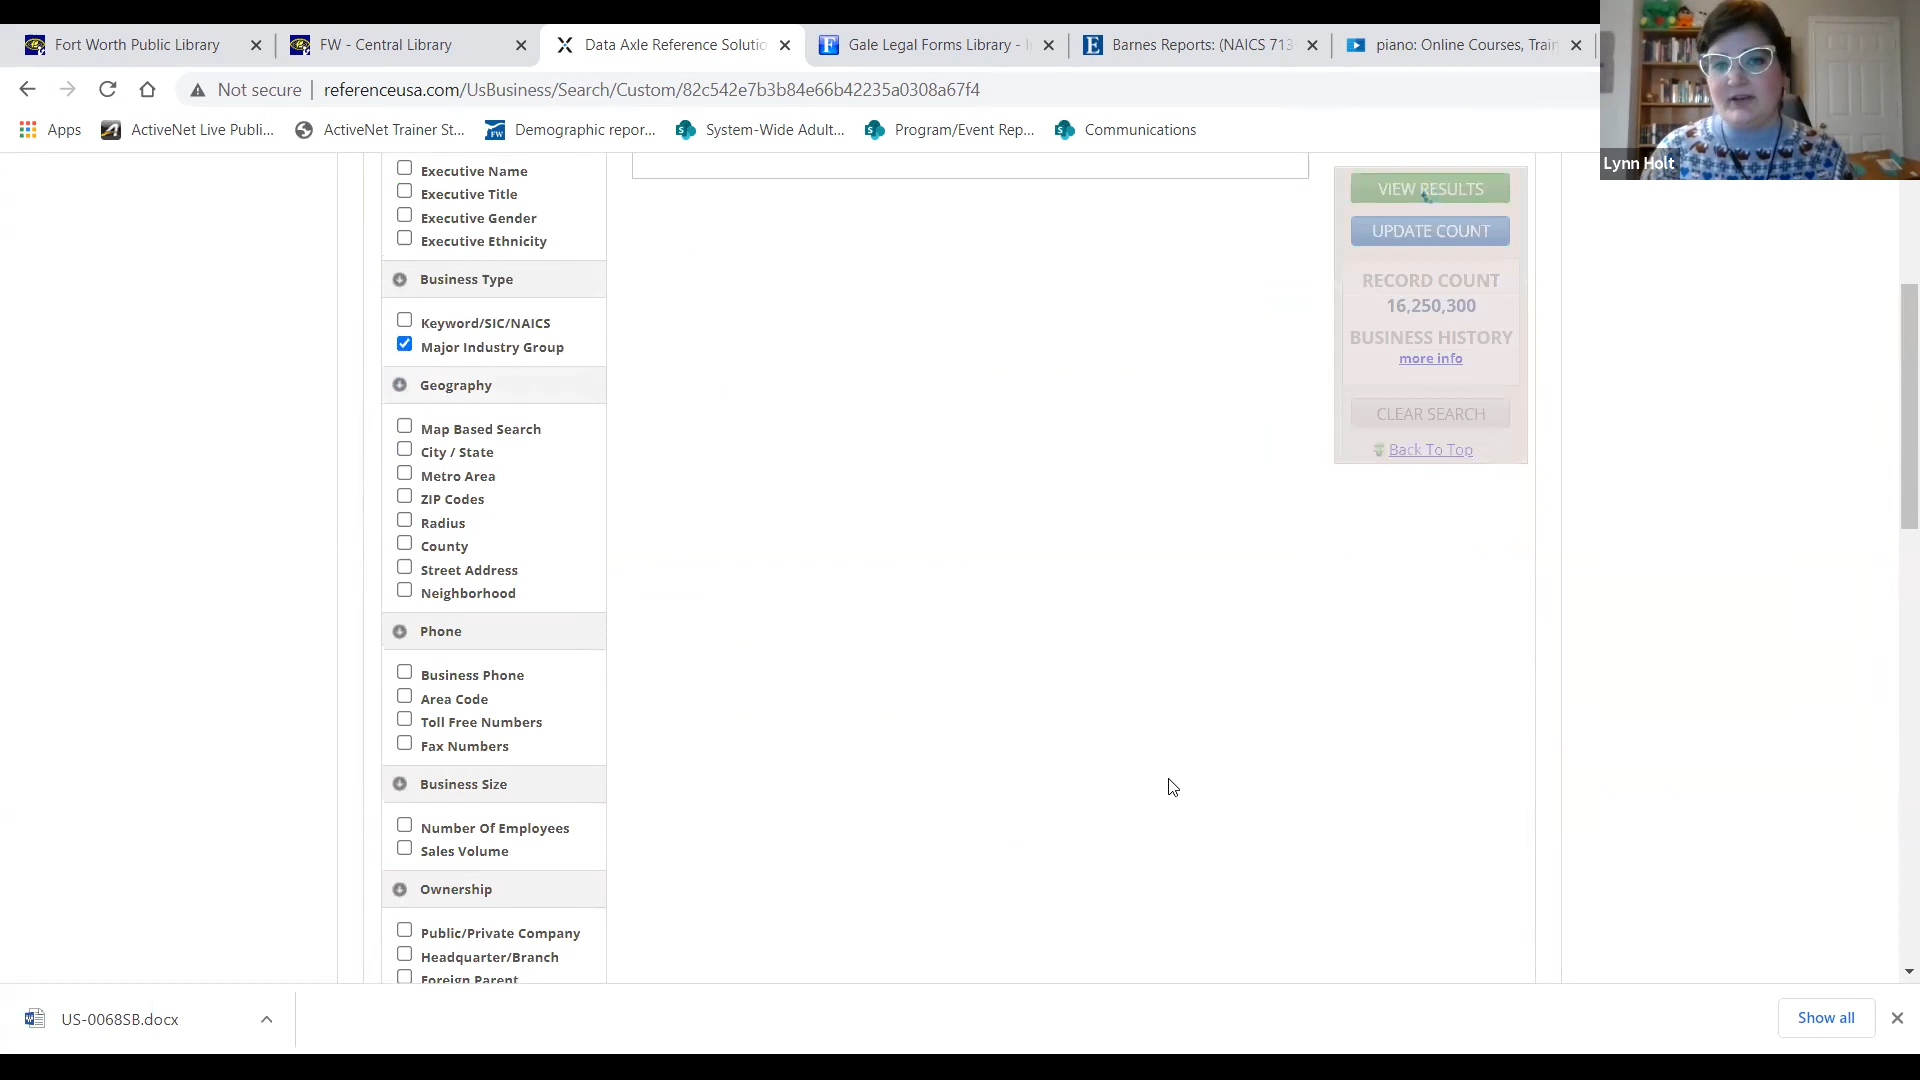 Fort Worth Public Library
FW - Central Library
Data Axle Reference Solutio
Gale Legal Forms Library -
Barnes Reports: (NAICS 713
piano: Online Courses, Train
Not secure
referenceusa.com/UsBusiness/Search/Custom/82c542e7b3b84e66b42235a0308a67f4
Apps
ActiveNet Live Publi...
ActiveNet Trainer St...
Demographic repor...
System-Wide Adult...
Program/Event Rep...
Communications
Lynn Holt
Executive Name
Executive Title
Executive Gender
Executive Ethnicity
Business Type
Keyword/SIC/NAICS
Major Industry Group
Geography
Map Based Search
City / State
Metro Area
ZIP Codes
Radius
County
Street Address
Neighborhood
Phone
Business Phone
Area Code
Toll Free Numbers
Fax Numbers
Business Size
Number Of Employees
Sales Volume
Ownership
Public/Private Company
Headquarter/Branch
Foreign Parent
VIEW RESULTS
UPDATE COUNT
RECORD COUNT
16,250,300
BUSINESS HISTORY
more info
CLEAR SEARCH
Back To Top
US-0068SB.docx
Show all